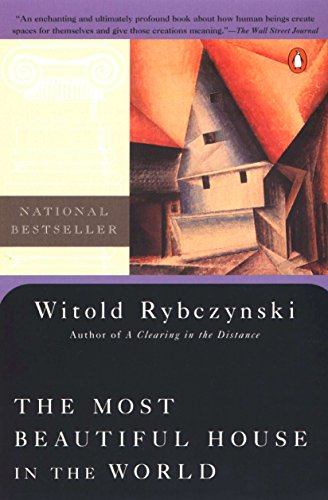 "An enchanting and ultimately profound book about how human beings create
spaces for themselves and give those creations meaning."—The Wall Street Journal
NATIONAL
BESTSELLER
Witold Rybczynski
Author of A Clearing in the Distance
THE MOST
BEAUTIFUL HOUSE
IN THE WORLD